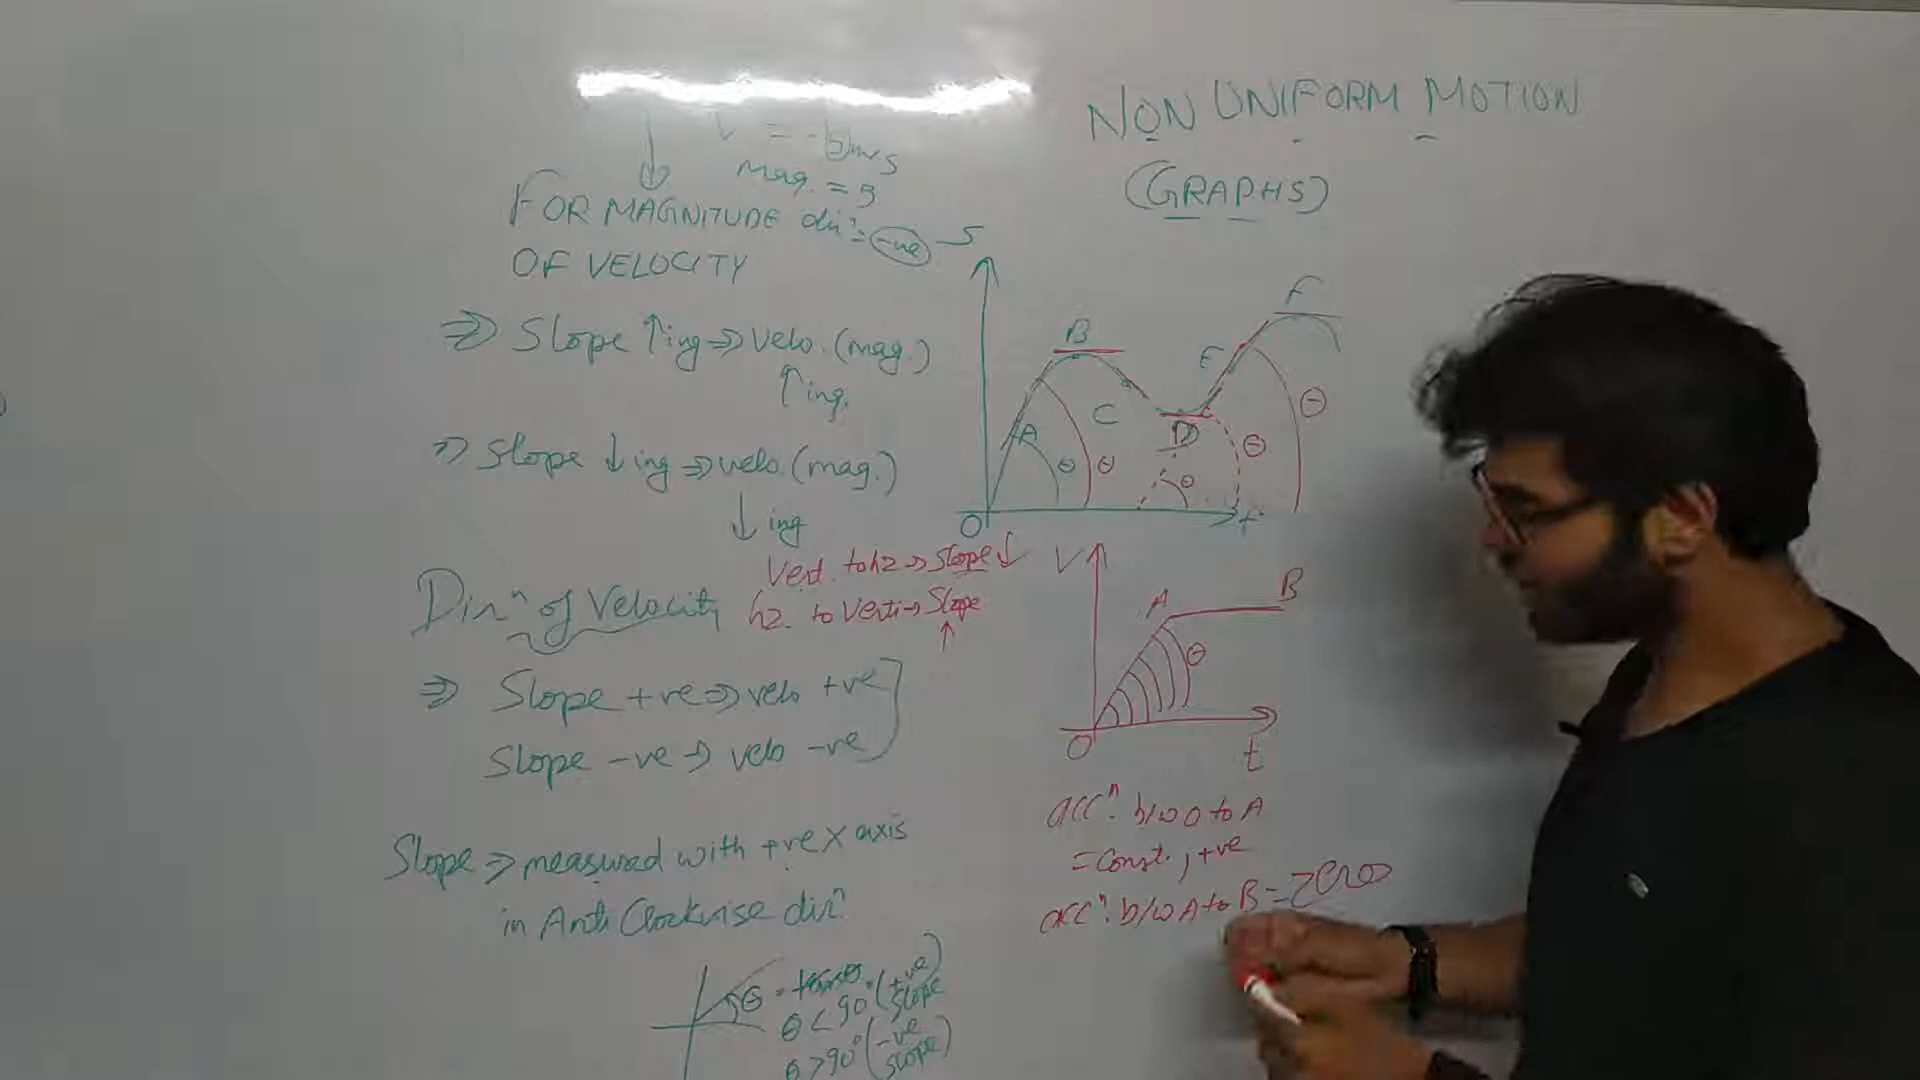 NON UNIFORM MOTION
(GRAPHS)
V = -5m/s
Mag. = 5
FOR MAGNITUDE dirⁿ = -ve
OF VELOCITY
⇒ Slope ↑ing ⇒ velo. (mag.)
↑ing.
⇒ Slope ↓ing ⇒ velo. (mag.)
↓ing
Dirⁿ of Velocity
Vert. to hz → Slope ↓
hz. to Verti → Slope
↑
⇒ Slope +ve ⇒ velo +ve
Slope -ve → velo -ve
Slope ⇒ measured with +ve X axis
in Anti Clockwise dirⁿ
θ = tanθ.
θ < 90 (+ve slope)
θ > 90° (-ve slope)
S
B
F
E
C
A
D
θ θ θ θ θ
O
t
V
A
B
θ
O
t
accⁿ. b/w O to A
= Const., +ve
accⁿ. b/w A to B = zero